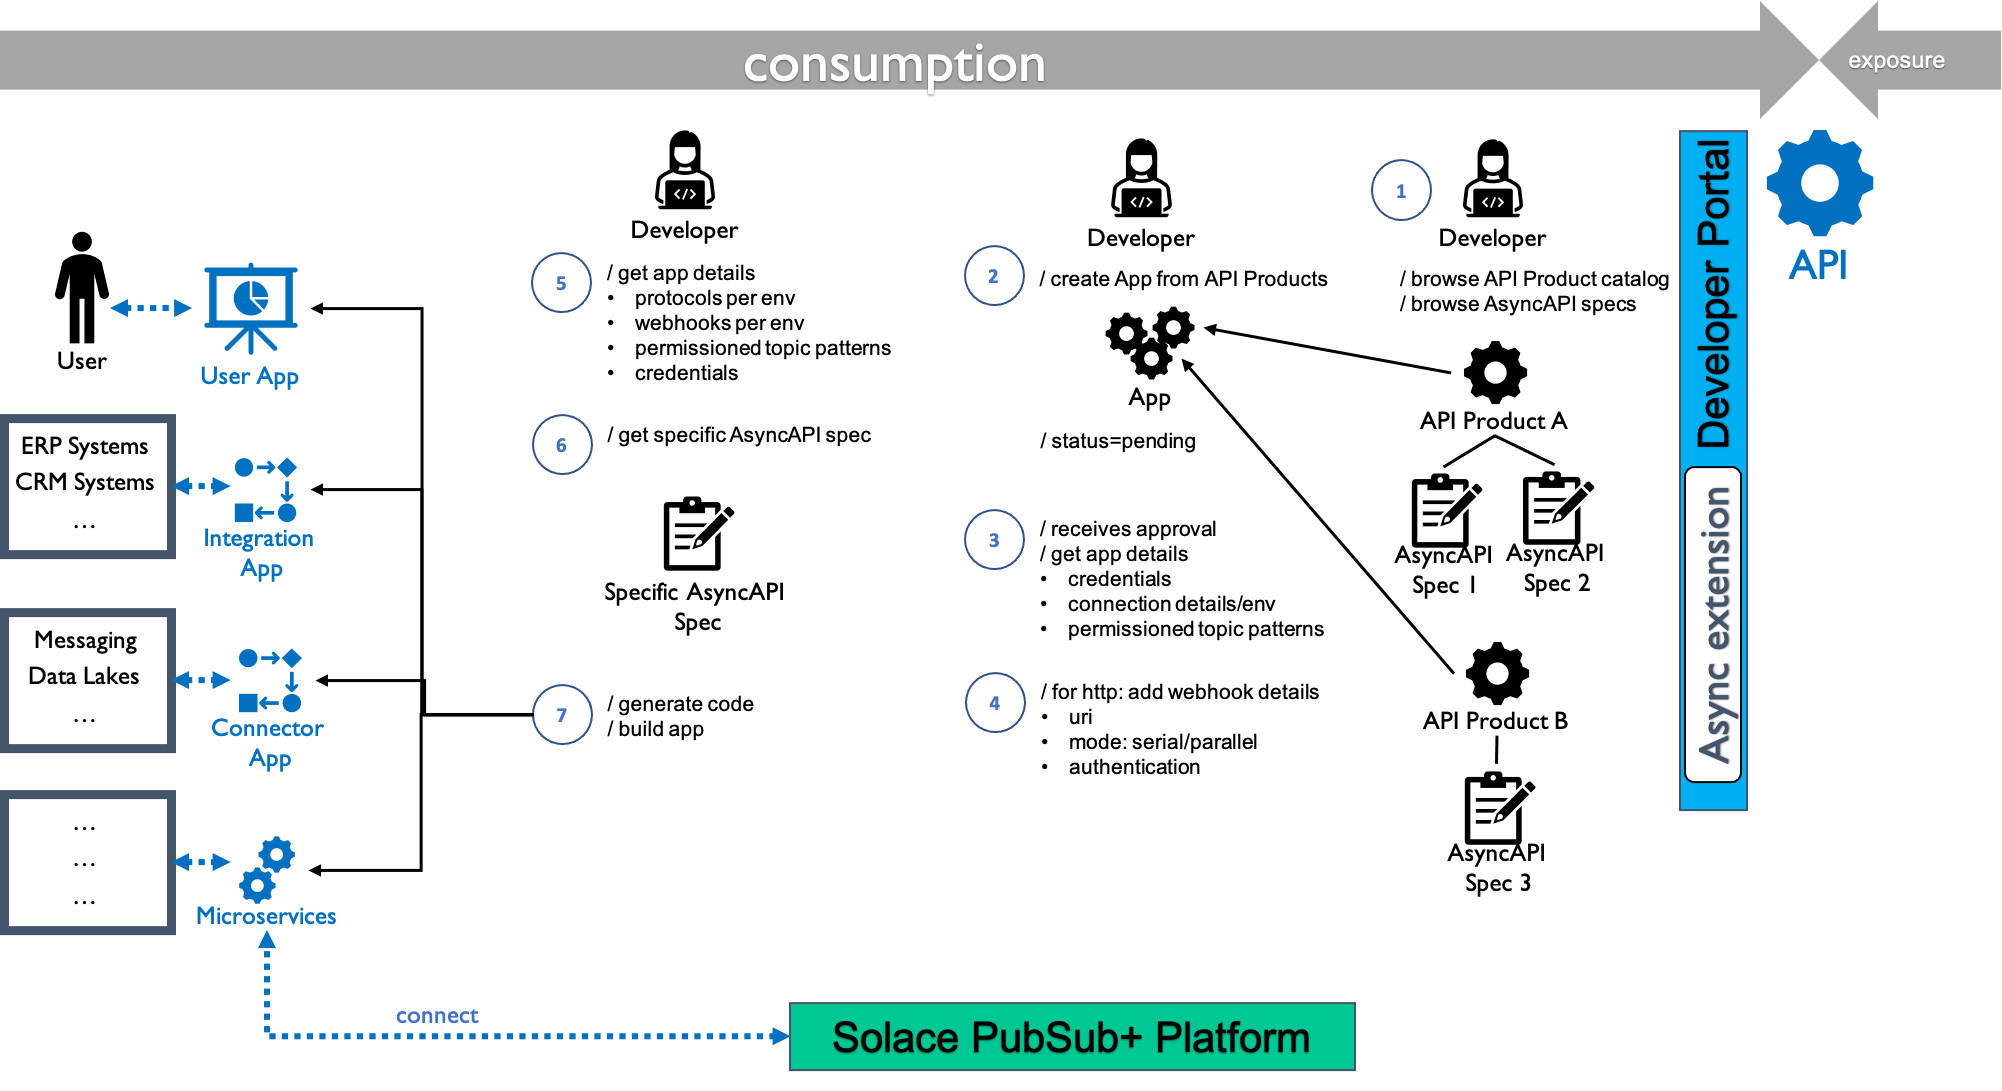 consumption
exposure
Developer Portal
Async extension
API
1
Developer
/ browse API Product catalog
/ browse AsyncAPI specs
API Product A
AsyncAPI
Spec 1
AsyncAPI
Spec 2
API Product B
AsyncAPI
Spec 3
Developer
2
/ create App from API Products
App
/ status=pending
3
/ receives approval
/ get app details
• credentials
• connection details/env
• permissioned topic patterns
4
/ for http: add webhook details
• uri
• mode: serial/parallel
• authentication
Developer
5
/ get app details
• protocols per env
• webhooks per env
• permissioned topic patterns
• credentials
6
/ get specific AsyncAPI spec
Specific AsyncAPI
Spec
7
/ generate code
/ build app
User
User App
ERP Systems
CRM Systems
...
Integration
App
Messaging
Data Lakes
...
Connector
App
...
...
...
Microservices
connect
Solace PubSub+ Platform